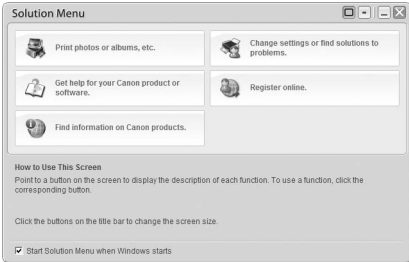 Solution Menu
Print photos or albums, etc.
Change settings or find solutions to
problems.
Get help for your Canon product or
software.
Register online.
Find information on Canon products.
How to Use This Screen
Point to a button on the screen to display the description of each function. To use a function, click the
corresponding button.
Click the buttons on the title bar to change the screen size.
Start Solution Menu when Windows starts